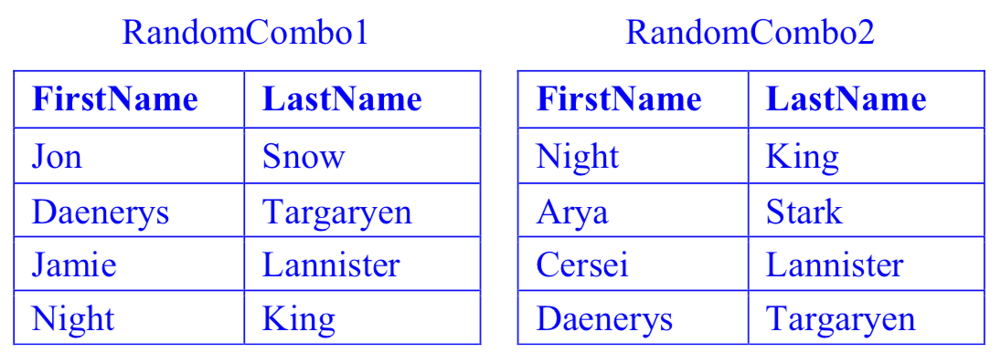 RandomCombo1 RandomCombo2
FirstName LastName FirstName LastName
Jon Snow Night King
Daenerys Targaryen Arya Stark
Jamie Lannister Cersei Lannister
Night King Daenerys Targaryen